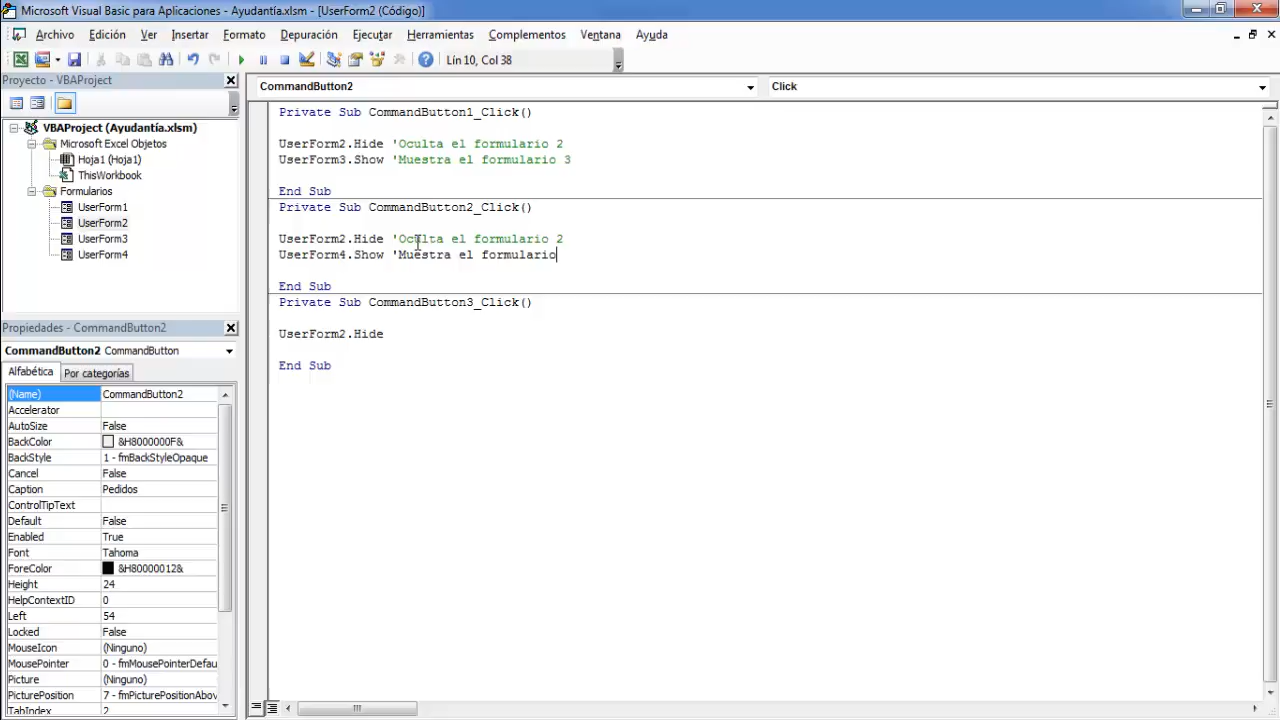 Microsoft Visual Basic para Aplicaciones - Ayudantía.xlsm - [UserForm2 (Código)]
Archivo Edición Ver Insertar Formato Depuración Ejecutar Herramientas Complementos Ventana Ayuda
Lín 10, Col 38
Proyecto - VBAProject
VBAProject (Ayudantía.xlsm)
Microsoft Excel Objetos
Hoja1 (Hoja1)
ThisWorkbook
Formularios
UserForm1
UserForm2
UserForm3
UserForm4
Propiedades - CommandButton2
CommandButton2 CommandButton
Alfabética Por categorías
(Name) CommandButton2
Accelerator
AutoSize False
BackColor &H8000000F&
BackStyle 1 - fmBackStyleOpaque
Cancel False
Caption Pedidos
ControlTipText
Default False
Enabled True
Font Tahoma
ForeColor &H80000012&
Height 24
HelpContextID 0
Left 54
Locked False
MouseIcon (Ninguno)
MousePointer 0 - fmMousePointerDefau
Picture (Ninguno)
PicturePosition 7 - fmPicturePositionAbov
TabIndex 2
CommandButton2 Click
Private Sub CommandButton1_Click()
UserForm2.Hide 'Oculta el formulario 2
UserForm3.Show 'Muestra el formulario 3
End Sub
Private Sub CommandButton2_Click()
UserForm2.Hide 'Oculta el formulario 2
UserForm4.Show 'Muestra el formulario
End Sub
Private Sub CommandButton3_Click()
UserForm2.Hide
End Sub